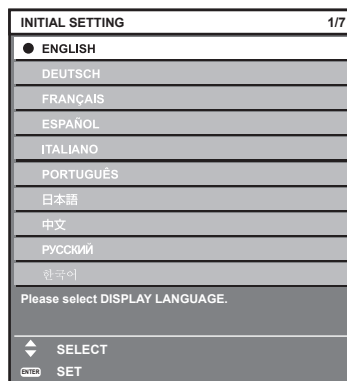 INITIAL SETTING 1/7
ENGLISH
DEUTSCH
FRANÇAIS
ESPAÑOL
ITALIANO
PORTUGUÊS
日本語
中文
РУССКИЙ
한국어
Please select DISPLAY LANGUAGE.
SELECT
ENTER SET